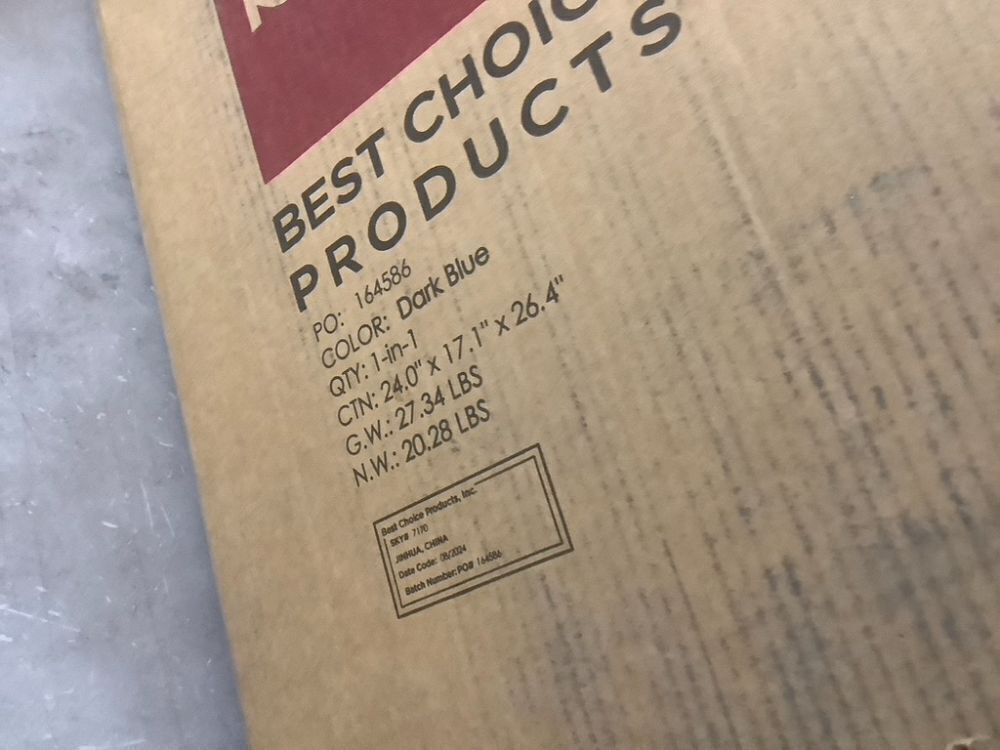 BEST CHOIC
PRODUCTS
PO: 164586
COLOR: Dark Blue
QTY: 1-in-1
CTN: 24.0" x 17.1" x 26.4"
G.W.: 27.34 LBS
N.W.: 20.28 LBS
Best Choice Products, Inc.
SKY# 7170
JINHUA, CHINA
Date Code: 08/2024
Batch Number:PO# 164586